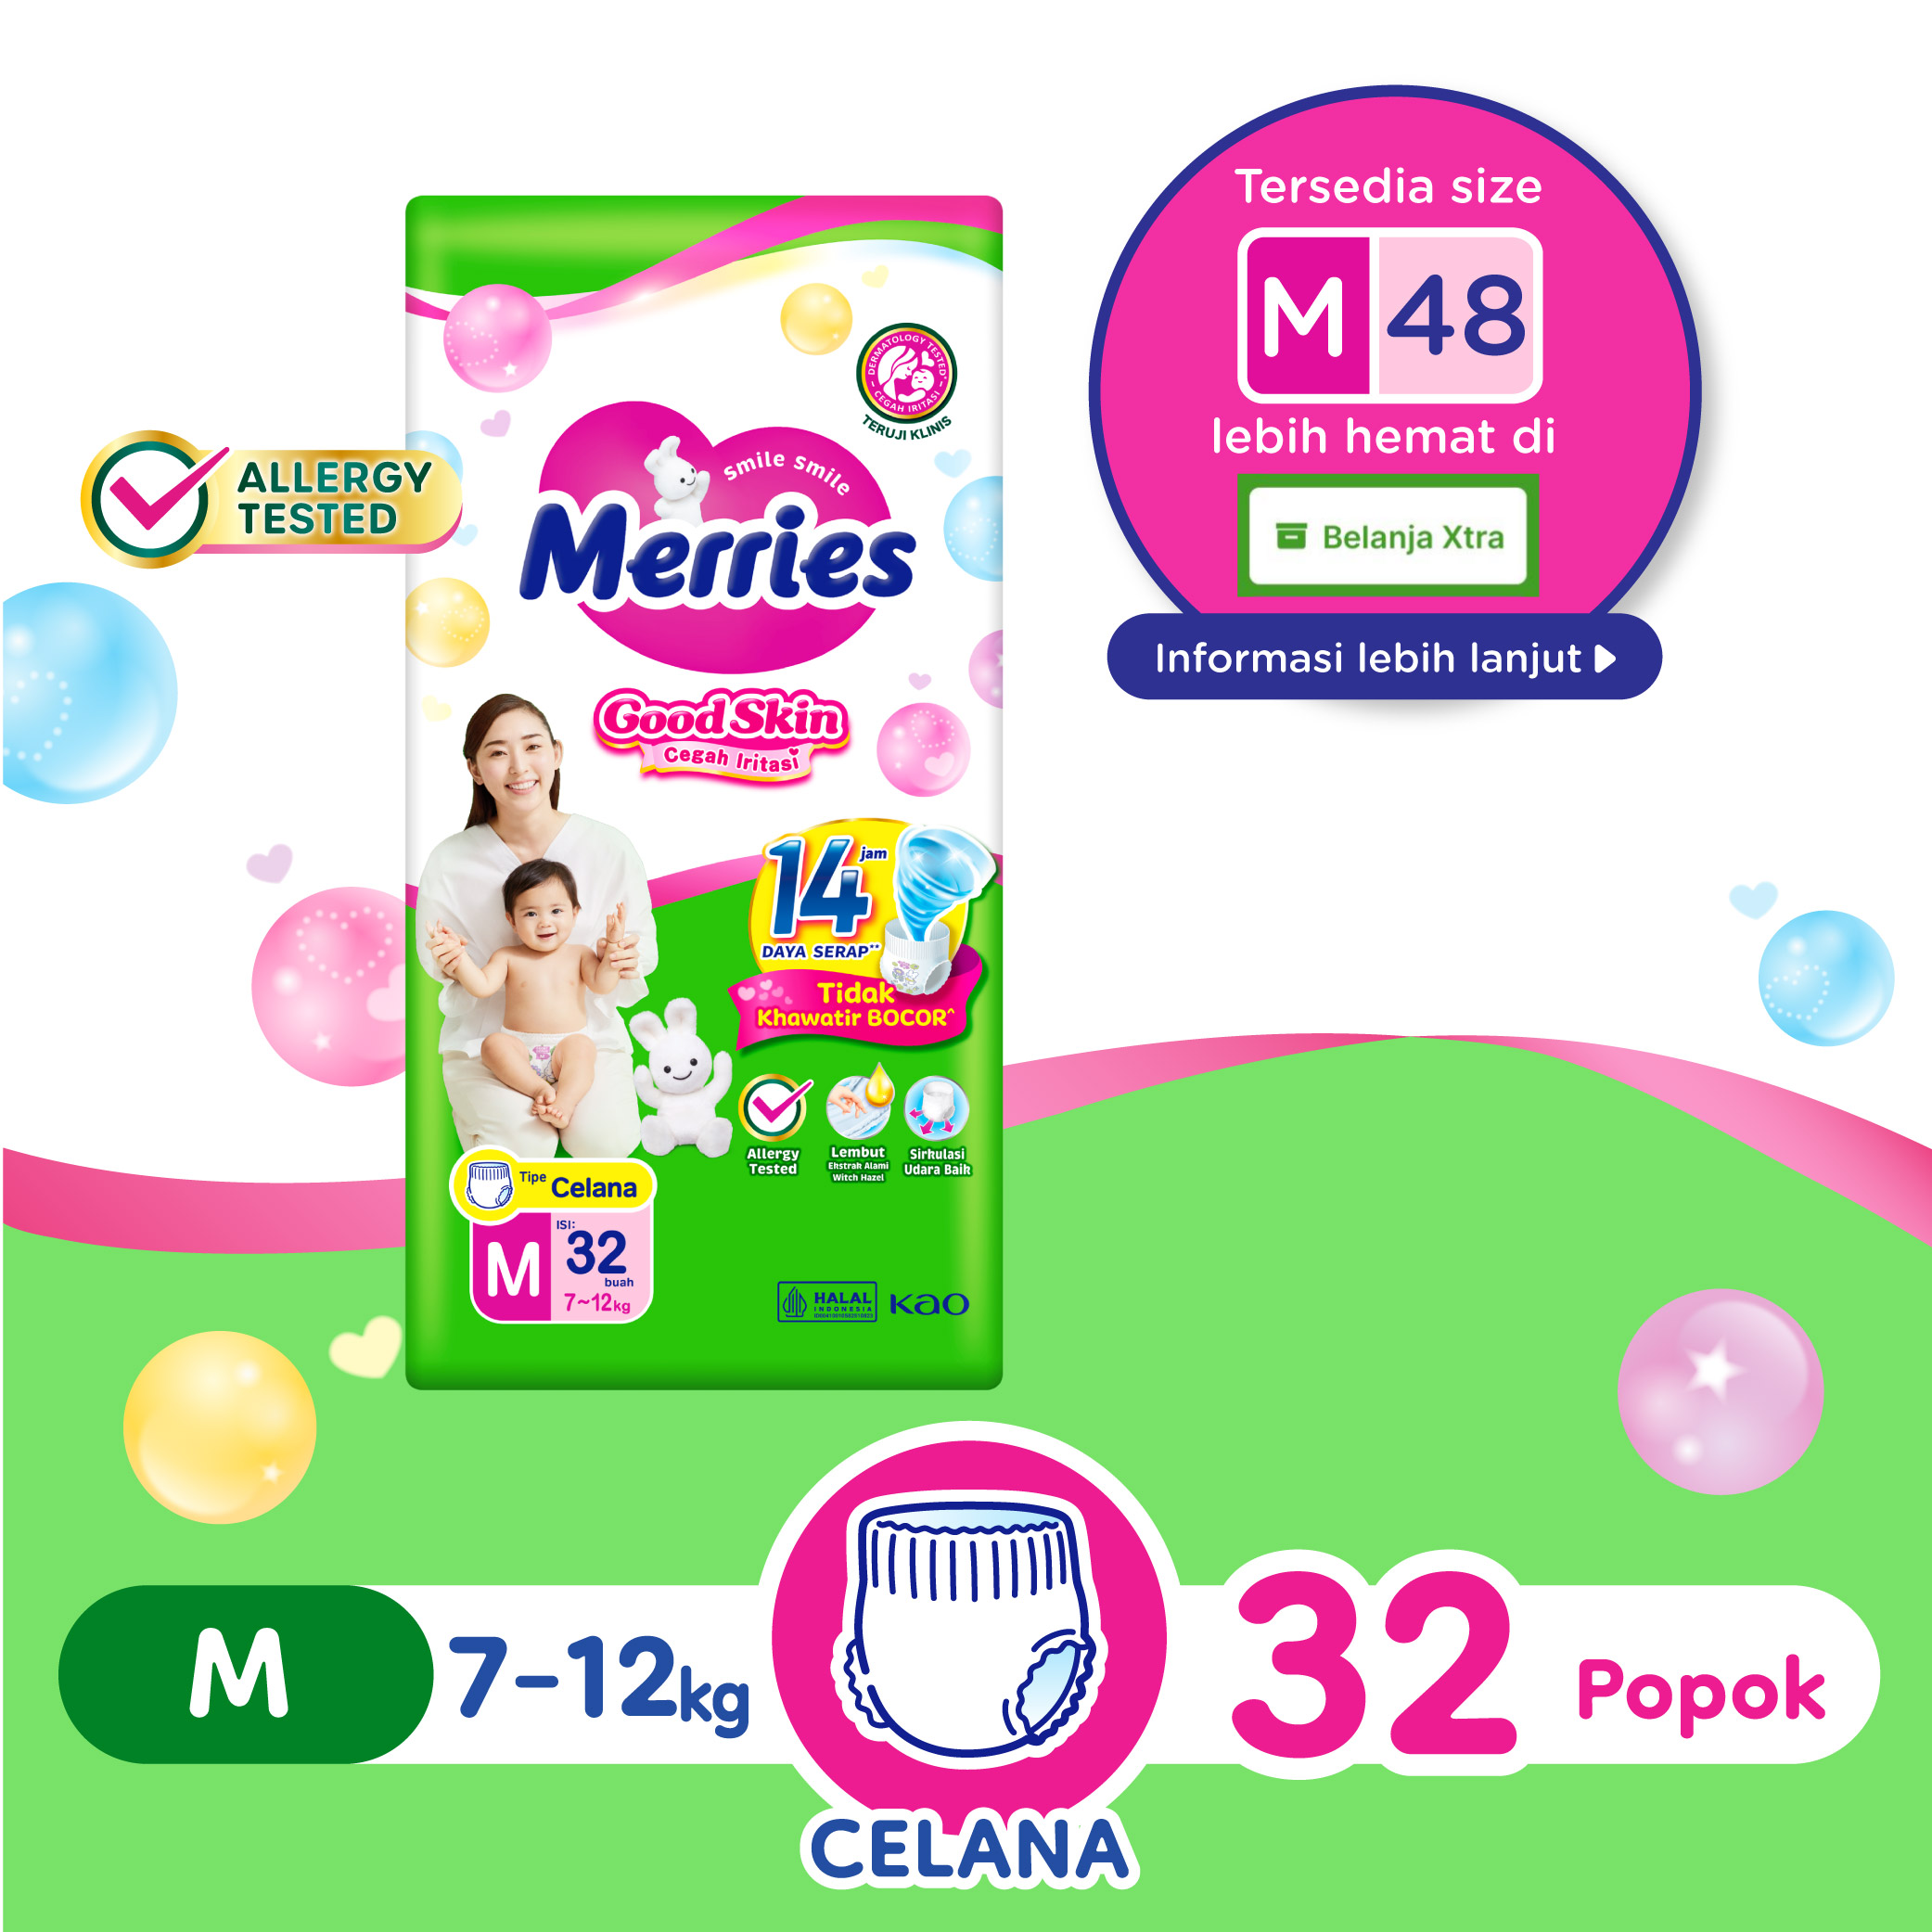 Tersedia size
M 48
lebih hemat di
Belanja Xtra
Informasi lebih lanjut
ALLERGY
TESTED
DERMATOLOGY TESTED*
CEGAH IRITASI
TERUJI KLINIS
Smile Smile
Merries
Good Skin
Cegah Iritasi
14 jam
DAYA SERAP**
Tidak
Khawatir BOCOR^
Allergy
Tested
Lembut
Ekstrak Alami
Witch Hazel
Sirkulasi
Udara Baik
Tipe Celana
M
ISI:
32
buah
7~12kg
HALAL
INDONESIA
Kao
M
7-12kg
32 Popok
CELANA